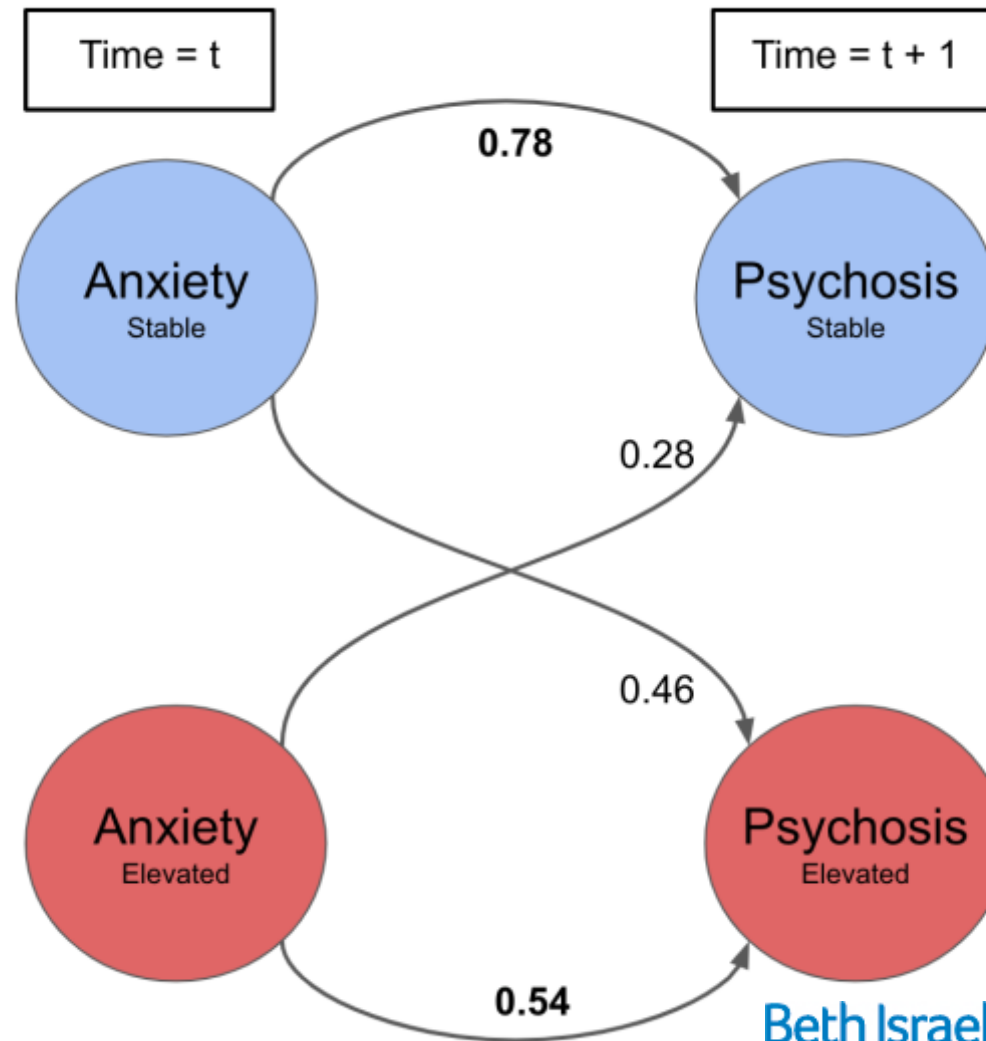 Time = t
Time = t + 1
0.78
Anxiety
Stable
Psychosis
Stable
0.28
0.46
Anxiety
Elevated
Psychosis
Elevated
0.54
Beth Israel